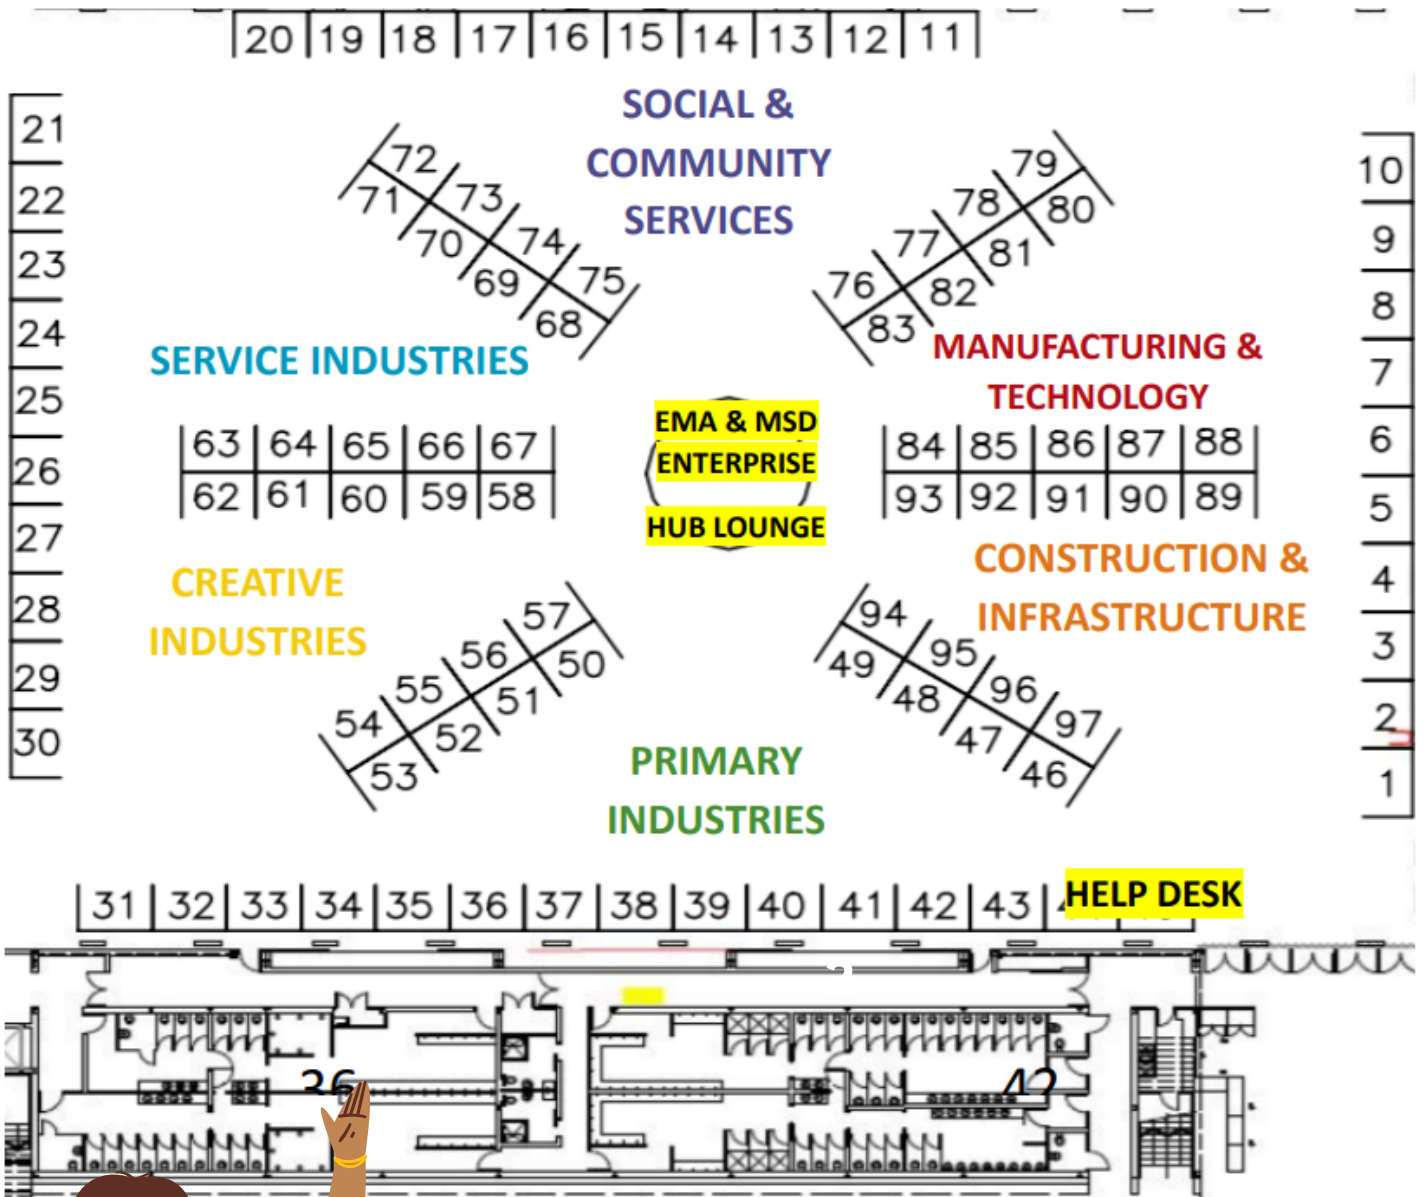 20 19 18 17 16 15 14 13 12 11
SOCIAL &
COMMUNITY
SERVICES
21
22
23
24
25
26
27
28
29
30
72 73 74 75
71 70 69 68
79
78
77
76
80
81
82
83
10
9
8
7
6
5
4
3
2
1
SERVICE INDUSTRIES
MANUFACTURING &
TECHNOLOGY
63 64 65 66 67
62 61 60 59 58
EMA & MSD
ENTERPRISE
HUB LOUNGE
84 85 86 87 88
93 92 91 90 89
CREATIVE
INDUSTRIES
CONSTRUCTION &
INFRASTRUCTURE
57
56
55
54
50
51
52
53
94 95 96 97
49 48 47 46
PRIMARY
INDUSTRIES
31 32 33 34 35 36 37 38 39 40 41 42 43
HELP DESK
36
42